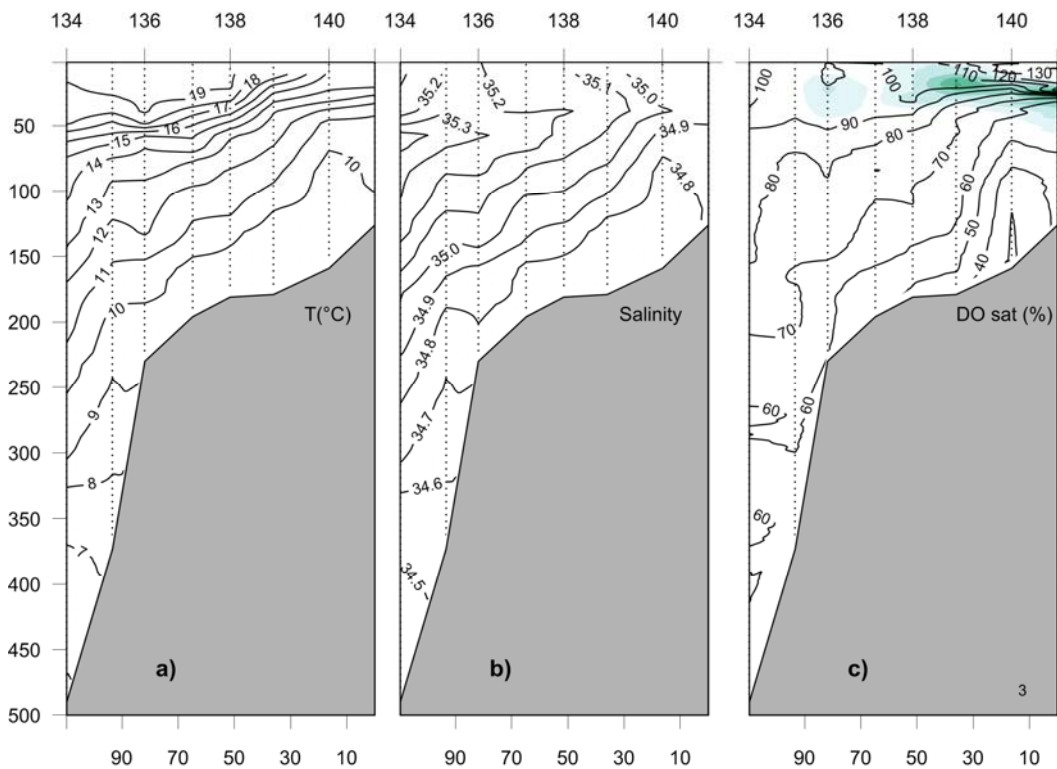 134 136 138 140 134 136 138 140 134 136 138 140
50
100
150
200
250
300
350
400
450
500
19 18 17 16 15 14 13 12 11 10 9 8 7 10
T(°C)
a)
35.2 35.2 35.3 35.1 35.0 34.9 34.8 35.0 34.9 34.8 34.7 34.6 34.5
Salinity
b)
100 100 110 120 130 90 80 80 70 60 50 40 70 60 60 60
DO sat (%)
c)
3
90 70 50 30 10 90 70 50 30 10 90 70 50 30 10